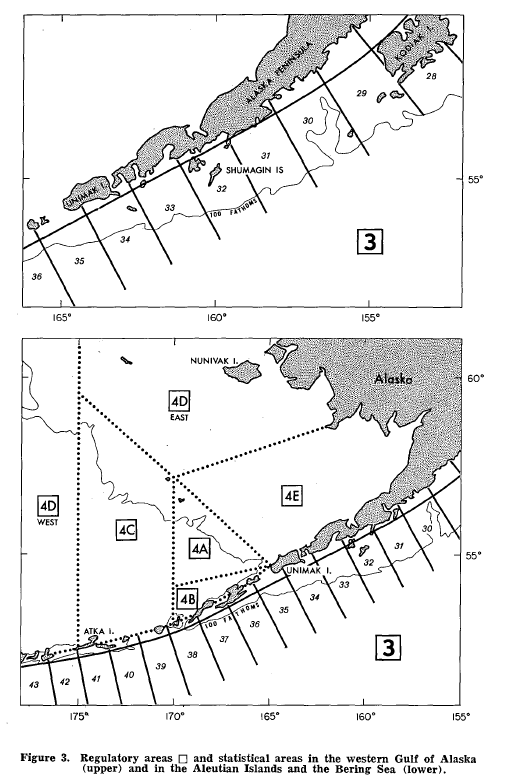 KODIAK I.
ALASKA PENINSULA
28
29
30
31
SHUMAGIN IS
UNIMAK I.
32
33
100 FATHOMS
34
35
36
55°
3
165°
160°
155°
NUNIVAK I.
Alaska
60°
4D
EAST
4D
WEST
4C
4E
4A
4B
UNIMAK I.
55°
30
31
32
33
34
35
36
37
38
39
40
41
42
43
100 FATHOMS
ATKA I.
3
175°
170°
165°
160°
155°
Figure 3. Regulatory areas □ and statistical areas in the western Gulf of Alaska
(upper) and in the Aleutian Islands and the Bering Sea (lower).